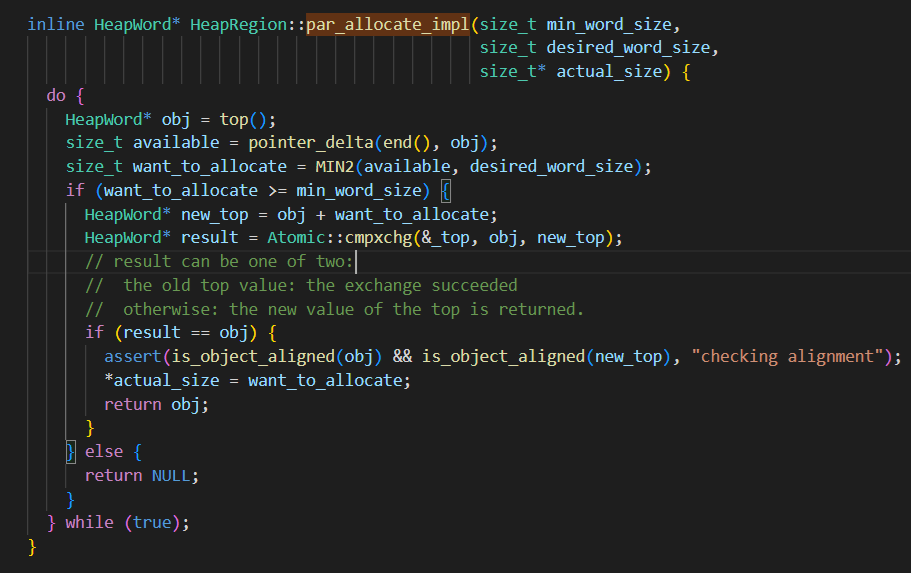 inline HeapWord* HeapRegion::par_allocate_impl(size_t min_word_size,
                                               size_t desired_word_size,
                                               size_t* actual_size) {
  do {
    HeapWord* obj = top();
    size_t available = pointer_delta(end(), obj);
    size_t want_to_allocate = MIN2(available, desired_word_size);
    if (want_to_allocate >= min_word_size) {
      HeapWord* new_top = obj + want_to_allocate;
      HeapWord* result = Atomic::cmpxchg(&_top, obj, new_top);
      // result can be one of two:
      //  the old top value: the exchange succeeded
      //  otherwise: the new value of the top is returned.
      if (result == obj) {
        assert(is_object_aligned(obj) && is_object_aligned(new_top), "checking alignment");
        *actual_size = want_to_allocate;
        return obj;
      }
    } else {
      return NULL;
    }
  } while (true);
}